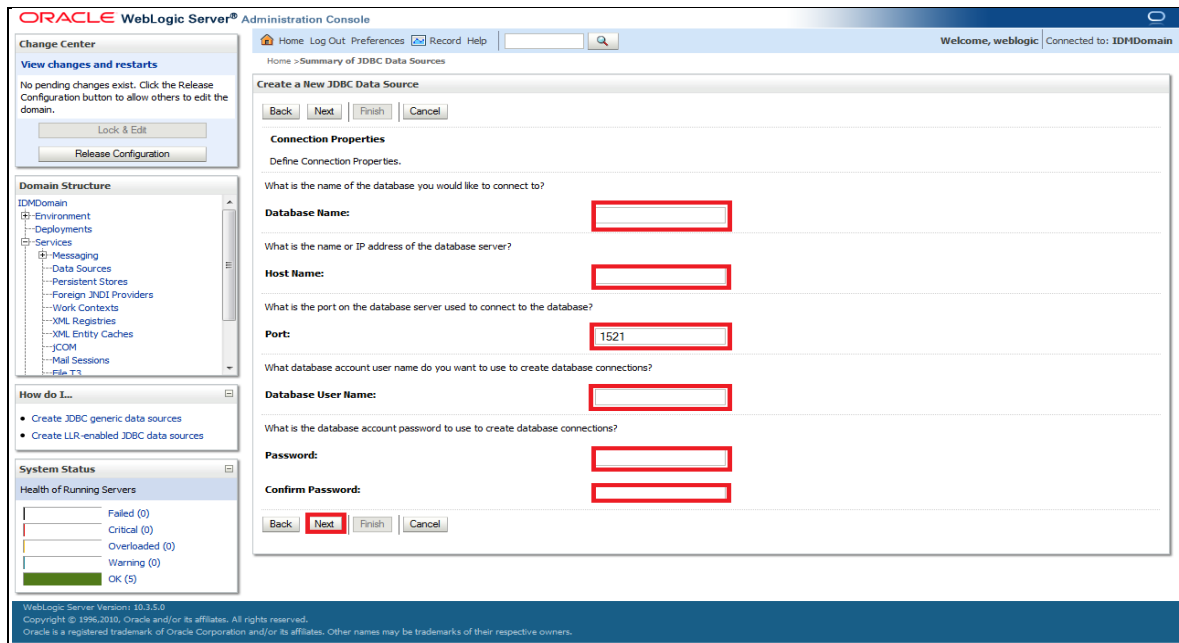 ORACLE WebLogic Server® Administration Console
Change Center
View changes and restarts
No pending changes exist. Click the Release
Configuration button to allow others to edit the
domain.
Lock & Edit
Release Configuration
Domain Structure
IDMDomain
Environment
Deployments
Services
Messaging
Data Sources
Persistent Stores
Foreign JNDI Providers
Work Contexts
XML Registries
XML Entity Caches
jCOM
Mail Sessions
File T3
How do I...
Create JDBC generic data sources
Create LLR-enabled JDBC data sources
System Status
Health of Running Servers
Failed (0)
Critical (0)
Overloaded (0)
Warning (0)
OK (5)
Home Log Out Preferences Record Help
Welcome, weblogic Connected to: IDMDomain
Home >Summary of JDBC Data Sources
Create a New JDBC Data Source
Back Next Finish Cancel
Connection Properties
Define Connection Properties.
What is the name of the database you would like to connect to?
Database Name:
What is the name or IP address of the database server?
Host Name:
What is the port on the database server used to connect to the database?
Port: 1521
What database account user name do you want to use to create database connections?
Database User Name:
What is the database account password to use to create database connections?
Password:
Confirm Password:
Back Next Finish Cancel
WebLogic Server Version: 10.3.5.0
Copyright © 1996,2010, Oracle and/or its affiliates. All rights reserved.
Oracle is a registered trademark of Oracle Corporation and/or its affiliates. Other names may be trademarks of their respective owners.